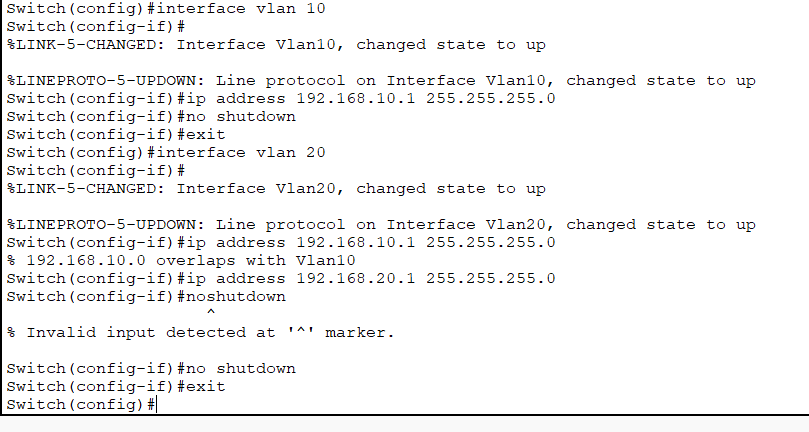 Switch(config)#interface vlan 10
Switch(config-if)#
%LINK-5-CHANGED: Interface Vlan10, changed state to up
%LINEPROTO-5-UPDOWN: Line protocol on Interface Vlan10, changed state to up
Switch(config-if)#ip address 192.168.10.1 255.255.255.0
Switch(config-if)#no shutdown
Switch(config-if)#exit
Switch(config)#interface vlan 20
Switch(config-if)#
%LINK-5-CHANGED: Interface Vlan20, changed state to up
%LINEPROTO-5-UPDOWN: Line protocol on Interface Vlan20, changed state to up
Switch(config-if)#ip address 192.168.10.1 255.255.255.0
% 192.168.10.0 overlaps with Vlan10
Switch(config-if)#ip address 192.168.20.1 255.255.255.0
Switch(config-if)#noshutdown
^
% Invalid input detected at '^' marker.
Switch(config-if)#no shutdown
Switch(config-if)#exit
Switch(config)#